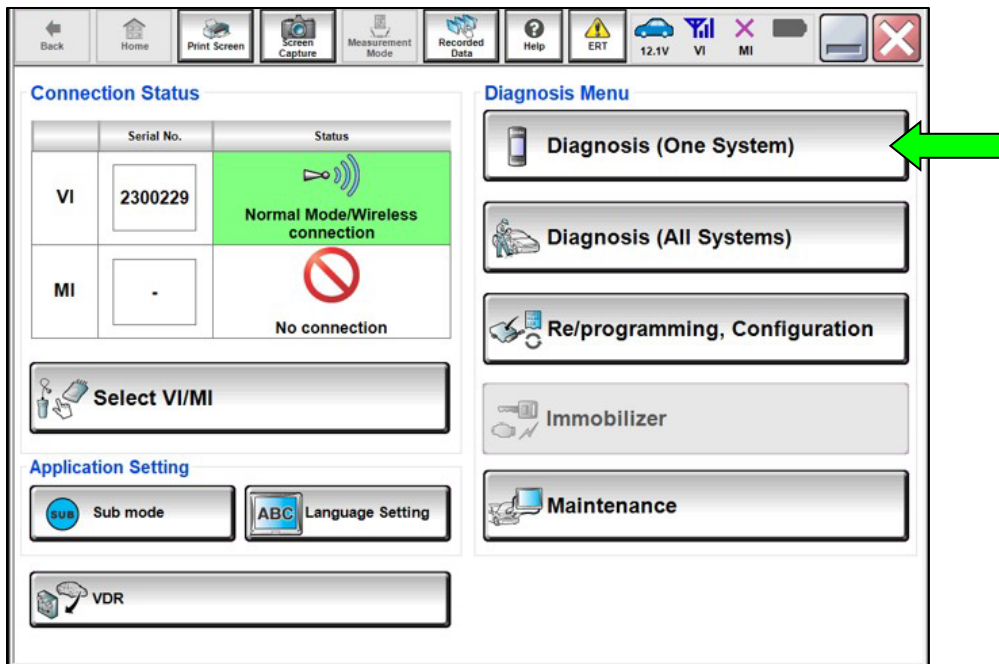 Back
Home
Print Screen
Screen
Capture
Measurement
Mode
Recorded
Data
Help
ERT
12.1V
VI
MI
Connection Status
Serial No.
Status
VI
2300229
Normal Mode/Wireless
connection
MI
-
No connection
Select VI/MI
Application Setting
SUB
Sub mode
ABC
Language Setting
VDR
Diagnosis Menu
Diagnosis (One System)
Diagnosis (All Systems)
Re/programming, Configuration
Immobilizer
Maintenance